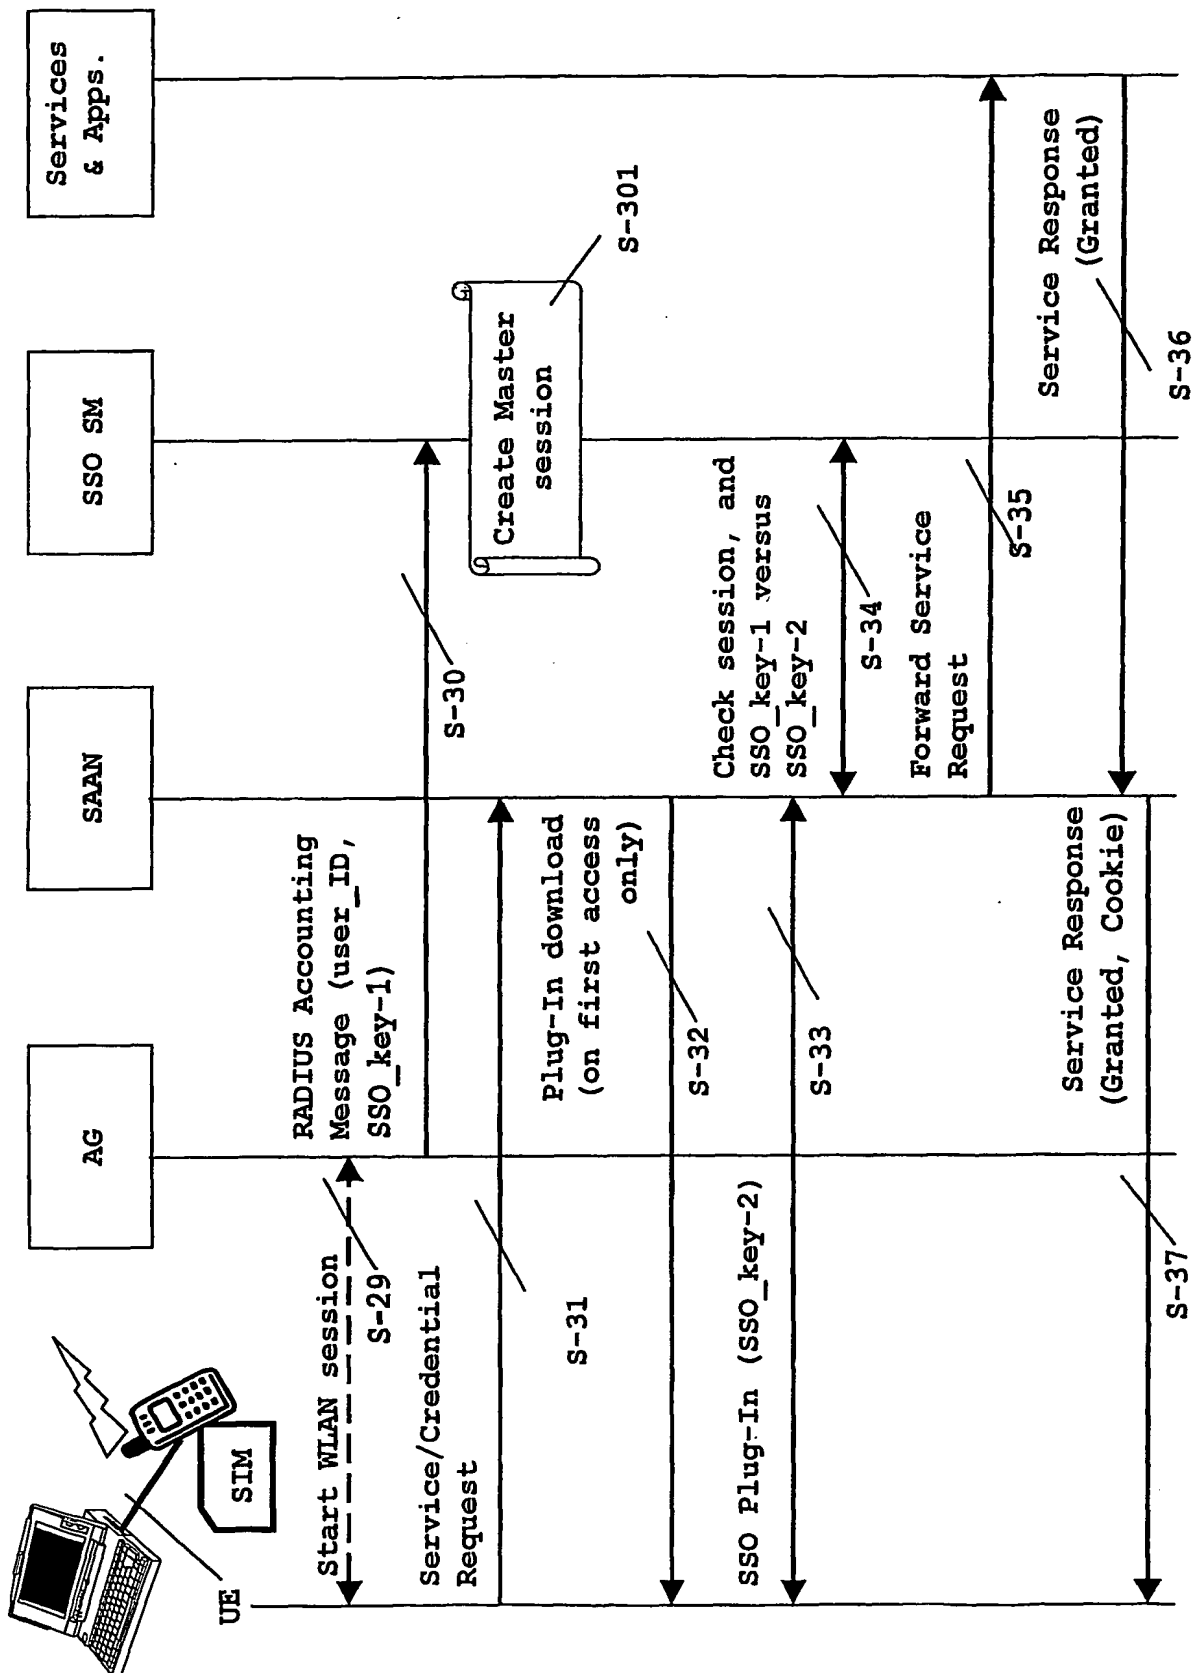 UE
SIM
AG
SAAN
SSO SM
Services
& Apps.
Start WLAN session
S-29
RADIUS Accounting
Message (user_ID,
SSO_key-1)
S-30
Create Master
session
S-301
Service/Credential
Request
S-31
Plug-In download
(on first access
only)
S-32
SSO Plug-In (SSO_key-2)
S-33
Check session, and
SSO_key-1 versus
SSO_key-2
S-34
Forward Service
Request
S-35
Service Response
(Granted)
S-36
Service Response
(Granted, Cookie)
S-37